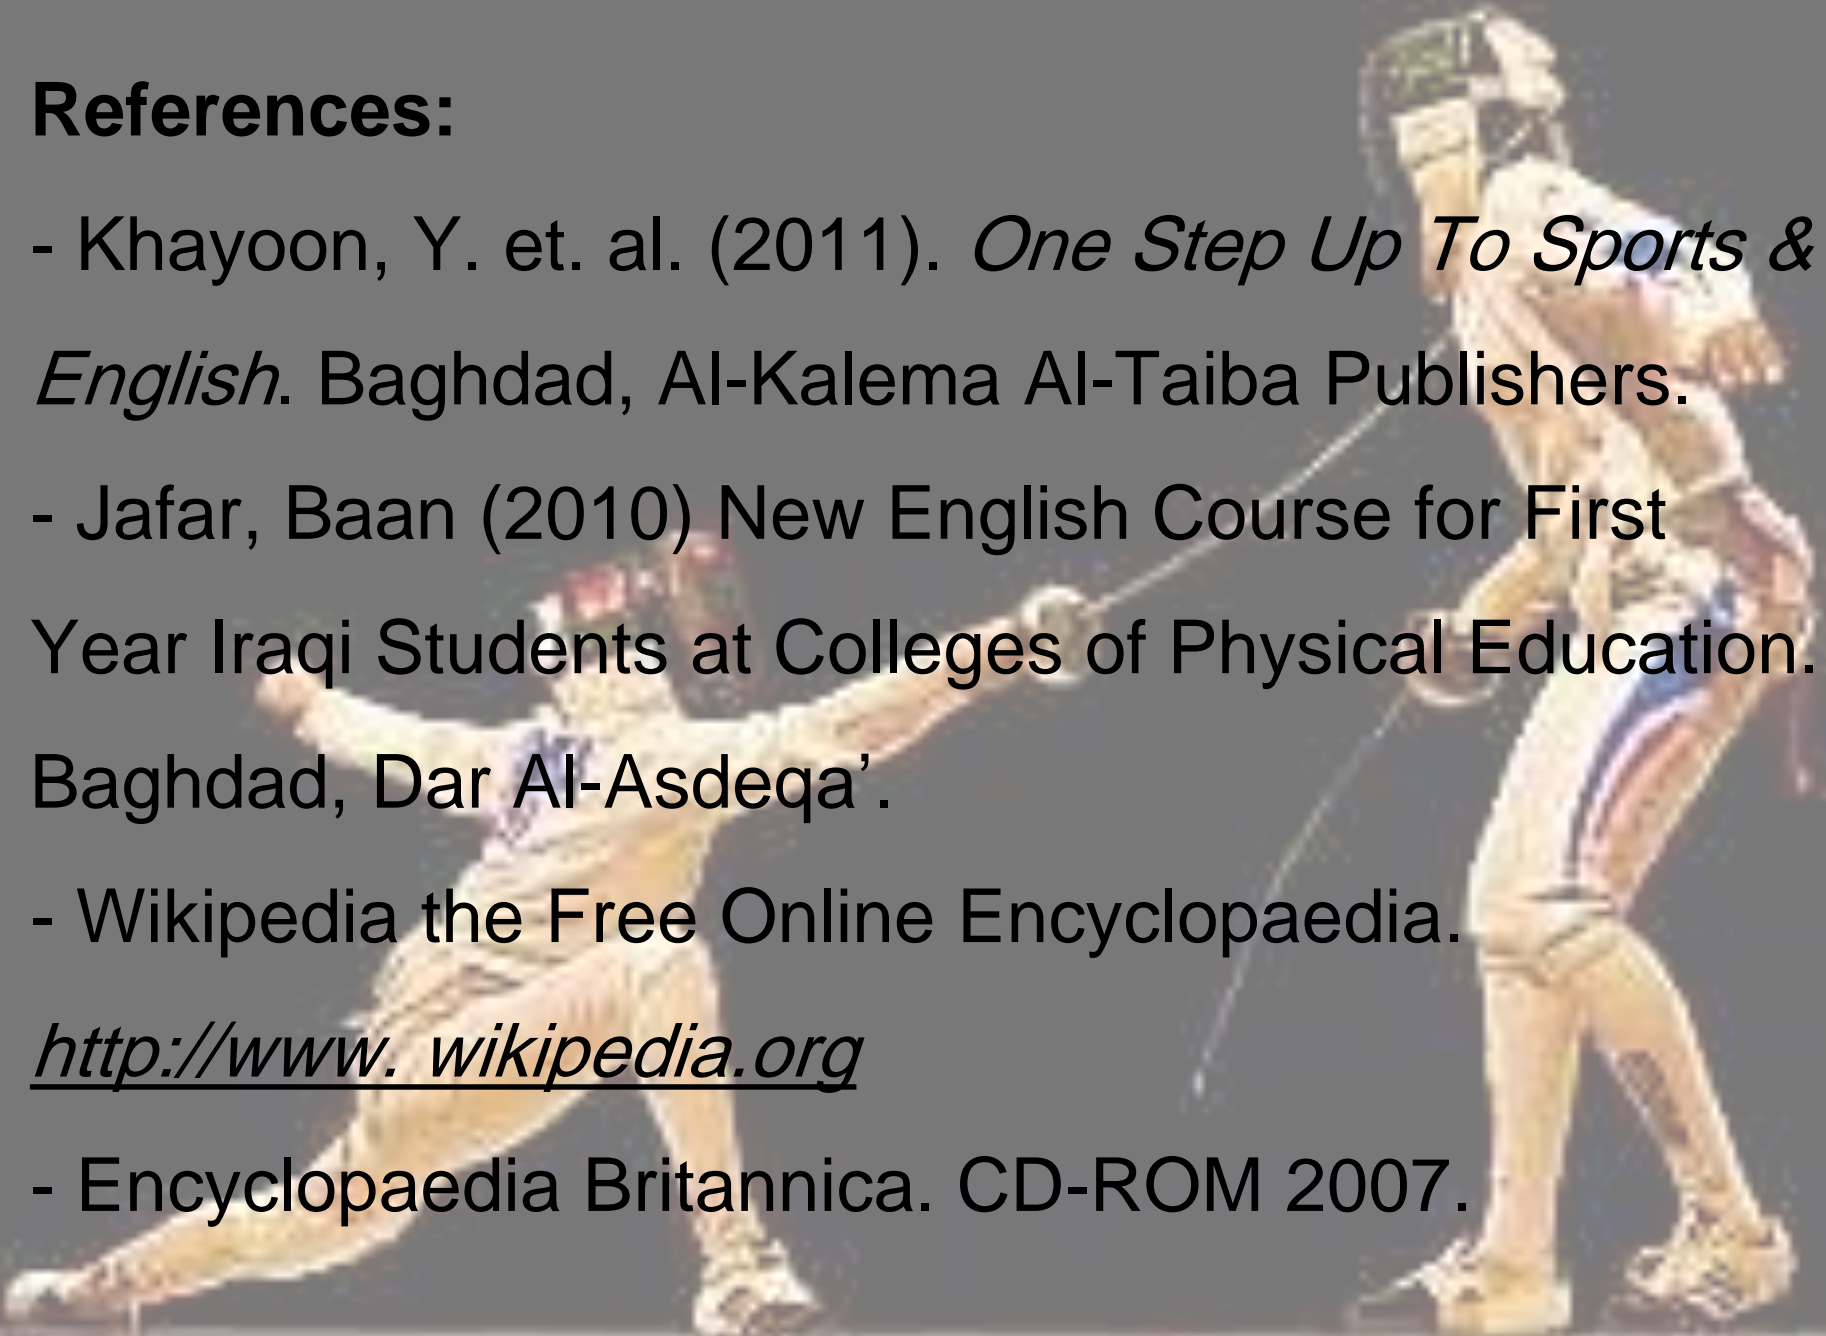 References:
- Khayoon, Y. et. al. (2011). One Step Up To Sports &
English. Baghdad, Al-Kalema Al-Taiba Publishers.
- Jafar, Baan (2010) New English Course for First
Year Iraqi Students at Colleges of Physical Education.
Baghdad, Dar Al-Asdeqa’.
- Wikipedia the Free Online Encyclopaedia.
http://www. wikipedia.org
- Encyclopaedia Britannica. CD-ROM 2007.